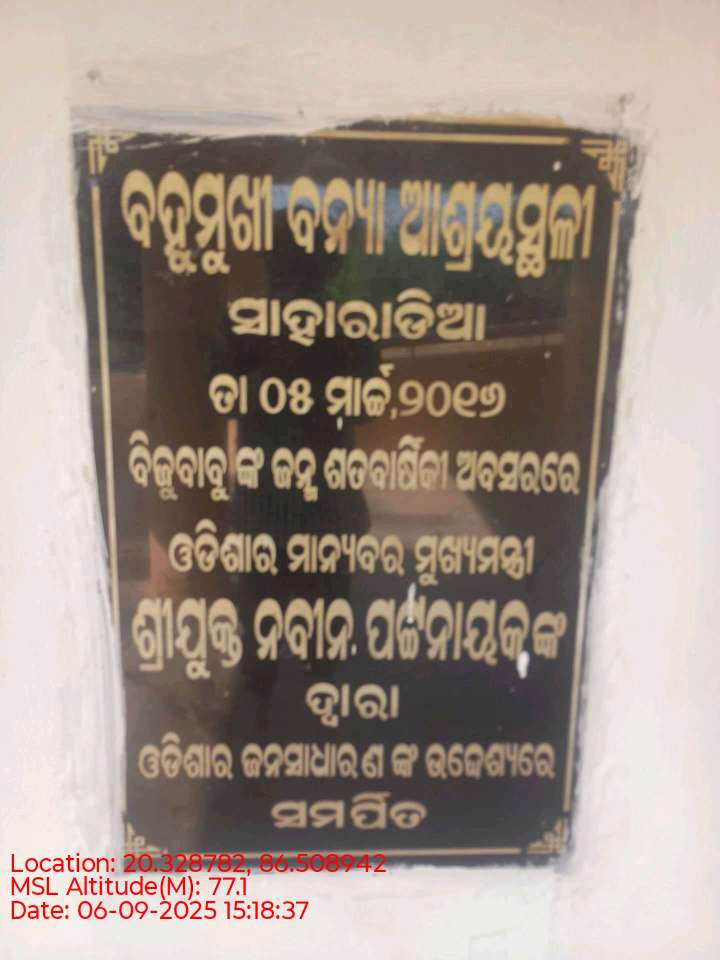 ବହୁମୁଖୀ ବନ୍ୟା ଆଶ୍ରୟସ୍ଥଳୀ
ସାହାରାଡିଆ
ତା ୦୫ ମାର୍ଚ୍ଚ,୨୦୧୬
ବିଜୁବାବୁ ଙ୍କ ଜନ୍ମ ଶତବାର୍ଷିକୀ ଅବସରରେ
ଓଡିଶାର ମାନ୍ୟବର ମୁଖ୍ୟମନ୍ତ୍ରୀ
ଶ୍ରୀଯୁକ୍ତ ନବୀନ ପଟ୍ଟନାୟକଙ୍କ
ଦ୍ଵାରା
ଓଡିଶାର ଜନସାଧାରଣ ଙ୍କ ଉଦ୍ଦେଶ୍ୟରେ
ସମର୍ପିତ
Location: 20.328782, 86.508942
MSL Altitude(M): 77.1
Date: 06-09-2025 15:18:37